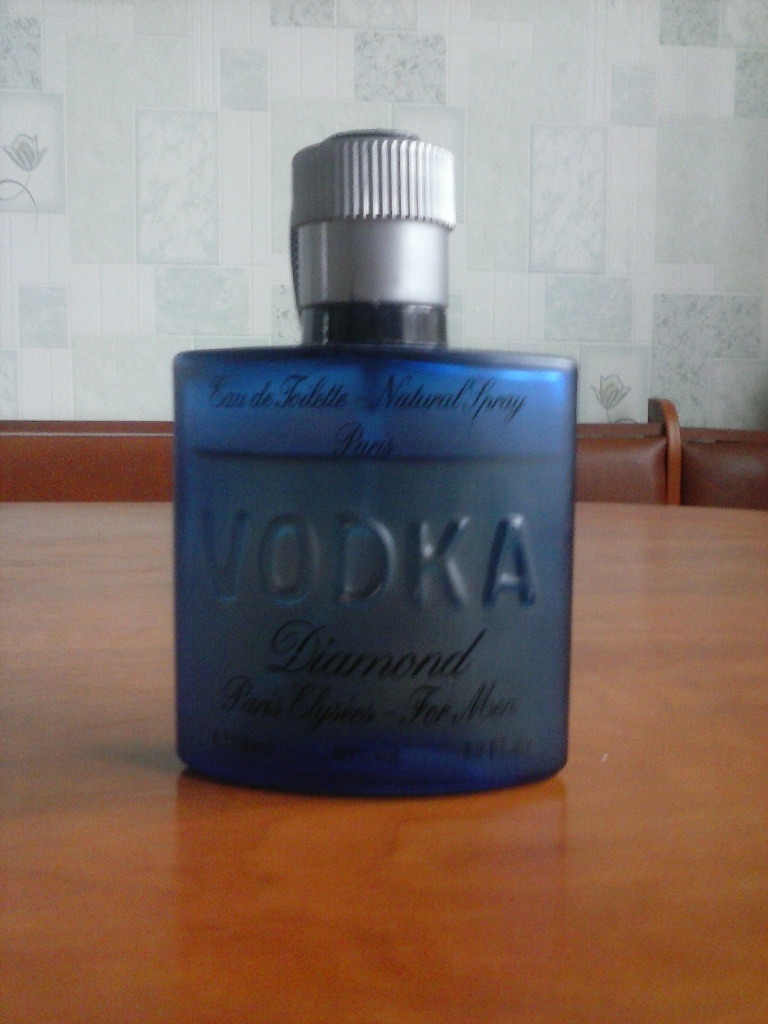 Eau de Toilette - Natural Spray
Paris
VODKA
Diamond
Paris Elysees - For Men